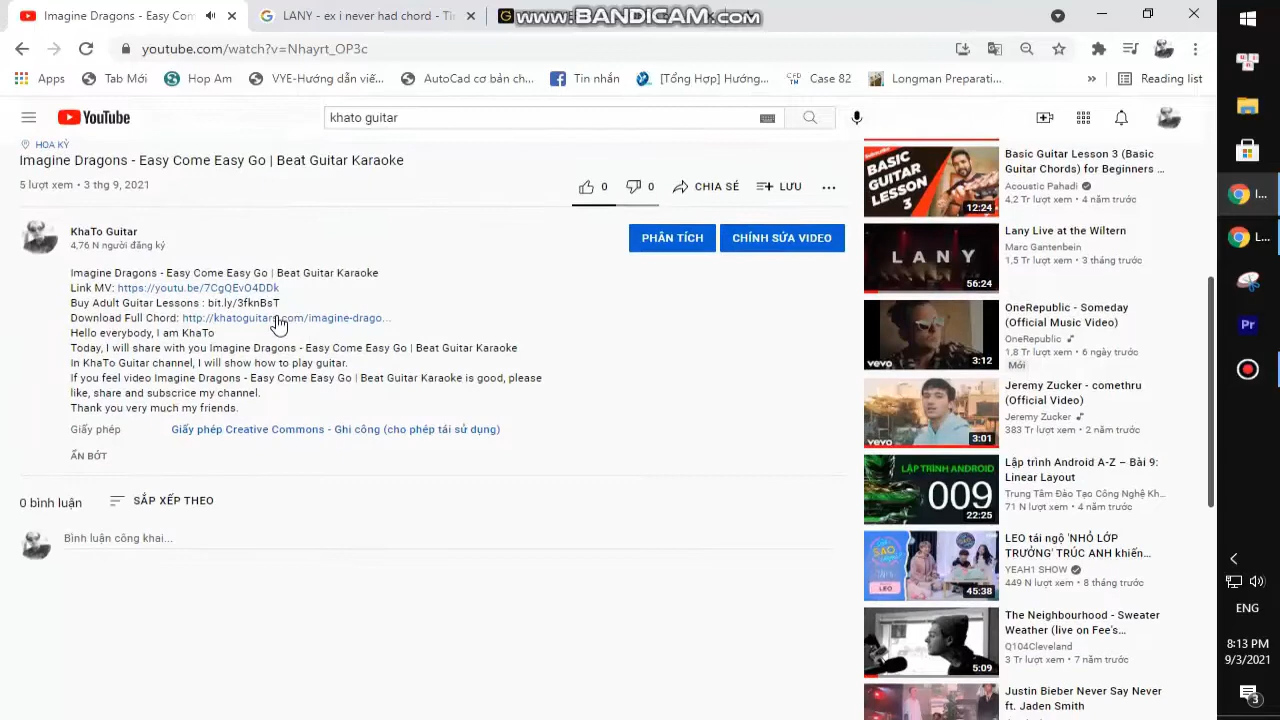 Imagine Dragons - Easy Com
LANY - ex i never had chord - Th
www.BANDICAM.com
youtube.com/watch?v=Nhayrt_OP3c
Apps
Tab Mới
Hop Am
VYE-Hướng dẫn viế...
AutoCad cơ bản ch...
Tin nhắn
[Tổng Hợp] Hướng...
Case 82
Longman Preparati...
»
Reading list
YouTube
khato guitar
HOA KỲ
Imagine Dragons - Easy Come Easy Go | Beat Guitar Karaoke
5 lượt xem • 3 thg 9, 2021
0
0
CHIA SẺ
LƯU
KhaTo Guitar
4,76 N người đăng ký
PHÂN TÍCH
CHỈNH SỬA VIDEO
Imagine Dragons - Easy Come Easy Go | Beat Guitar Karaoke
Link MV: https://youtu.be/7CgQEvO4DDk
Buy Adult Guitar Lessons : bit.ly/3fknBsT
Download Full Chord: http://khatoguitar.com/imagine-drago...
Hello everybody, I am KhaTo
Today, I will share with you Imagine Dragons - Easy Come Easy Go | Beat Guitar Karaoke
In KhaTo Guitar channel, I will show how to play guitar.
If you feel video Imagine Dragons - Easy Come Easy Go | Beat Guitar Karaoke is good, please
like, share and subscrice my channel.
Thank you very much my friends.
Giấy phép
Giấy phép Creative Commons - Ghi công (cho phép tái sử dụng)
ẨN BỚT
0 bình luận
SẮP XẾP THEO
Bình luận công khai...
BASIC
GUITAR
LESSON
3
12:24
Basic Guitar Lesson 3 (Basic
Guitar Chords) for Beginners ...
Acoustic Pahadi
4,2 Tr lượt xem • 4 năm trước
LANY
56:24
Lany Live at the Wiltern
Marc Gantenbein
1,5 Tr lượt xem • 3 tháng trước
vevo
3:12
OneRepublic - Someday
(Official Music Video)
OneRepublic
1,8 Tr lượt xem • 6 ngày trước
Mới
vevo
3:01
Jeremy Zucker - comethru
(Official Video)
Jeremy Zucker
383 Tr lượt xem • 2 năm trước
LẬP TRÌNH ANDROID
009
22:25
Lập trình Android A-Z – Bài 9:
Linear Layout
Trung Tâm Đào Tạo Công Nghệ Kh...
71 N lượt xem • 4 năm trước
LEO
45:38
LEO tái ngộ 'NHỎ LỚP
TRƯỞNG' TRÚC ANH khiến...
YEAH1 SHOW
449 N lượt xem • 8 tháng trước
5:09
The Neighbourhood - Sweater
Weather (live on Fee's...
Q104Cleveland
3 Tr lượt xem • 7 năm trước
Justin Bieber Never Say Never
ft. Jaden Smith
I...
L...
Pr
ENG
8:13 PM
9/3/2021
3